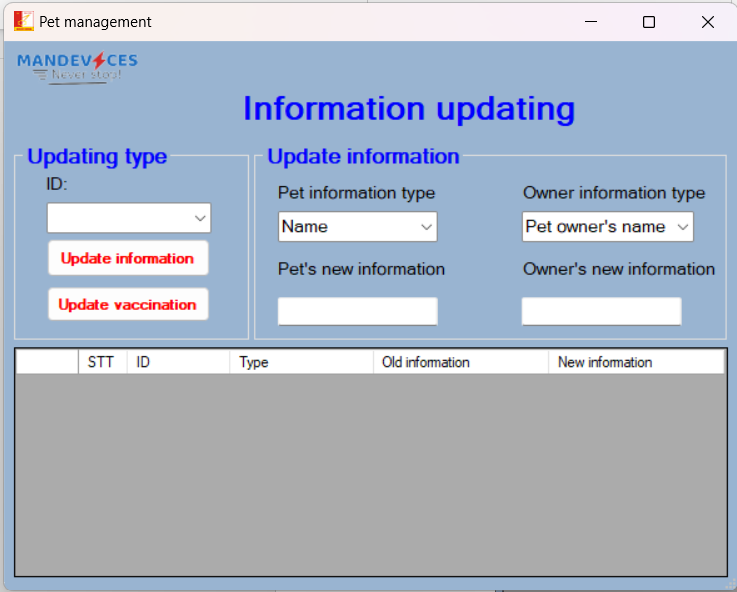 Pet management
MANDEVICES
Never stop!
Information updating
Updating type
ID:
Update information
Update vaccination
Update information
Pet information type
Owner information type
Name
Pet owner's name
Pet's new information
Owner's new information
STT ID Type Old information New information